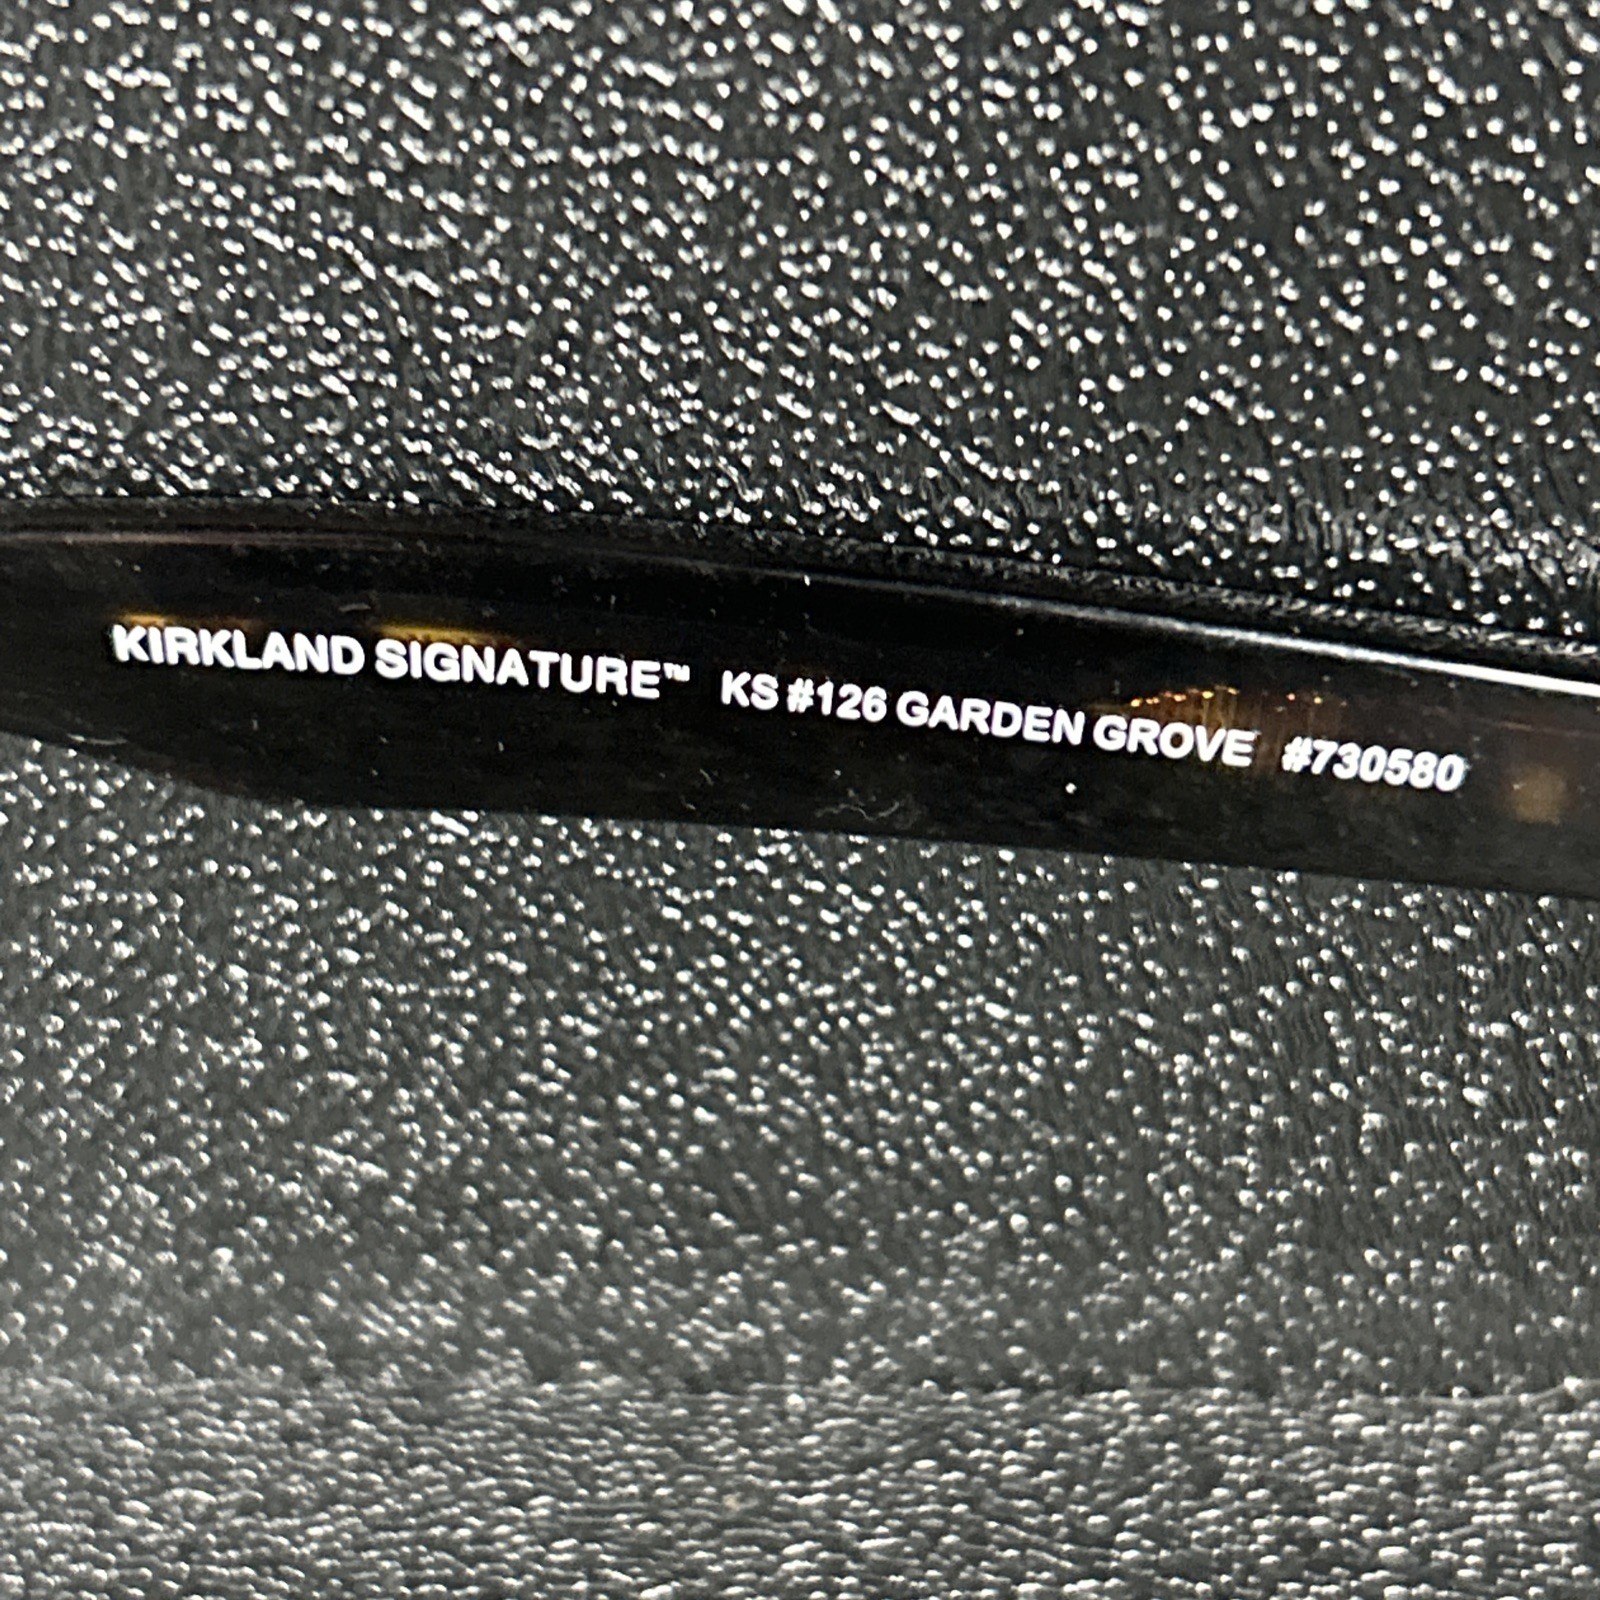 KIRKLAND SIGNATURE™ KS #126 GARDEN GROVE #730580